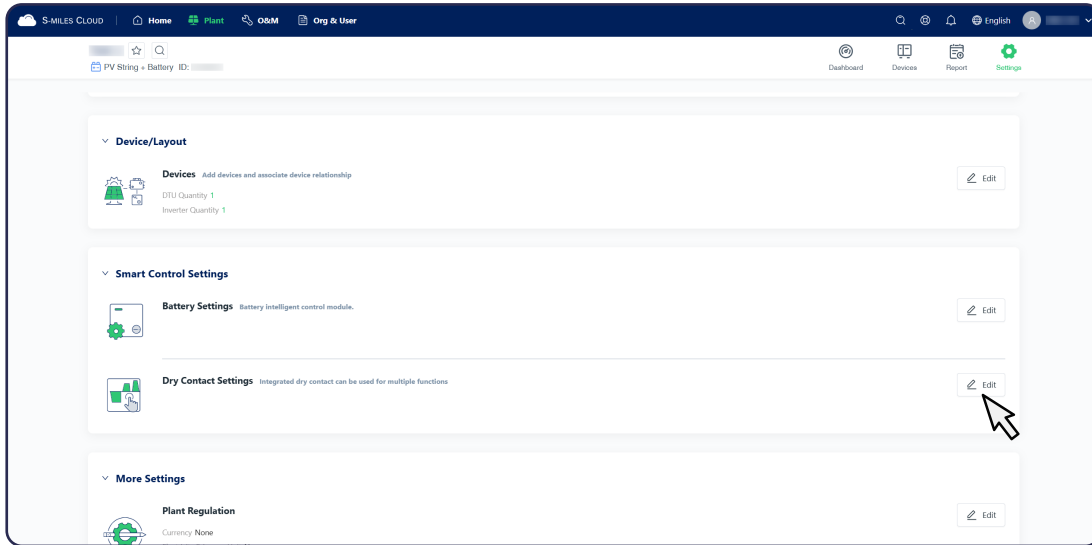 S-MILES CLOUD Home Plant O&M Org & User English
PV String + Battery ID:
Dashboard Devices Report Settings
Device/Layout
Devices Add devices and associate device relationship
Edit
DTU Quantity 1
Inverter Quantity 1
Smart Control Settings
Battery Settings Battery intelligent control module.
Edit
Dry Contact Settings Integrated dry contact can be used for multiple functions
Edit
More Settings
Plant Regulation
Edit
Currency None